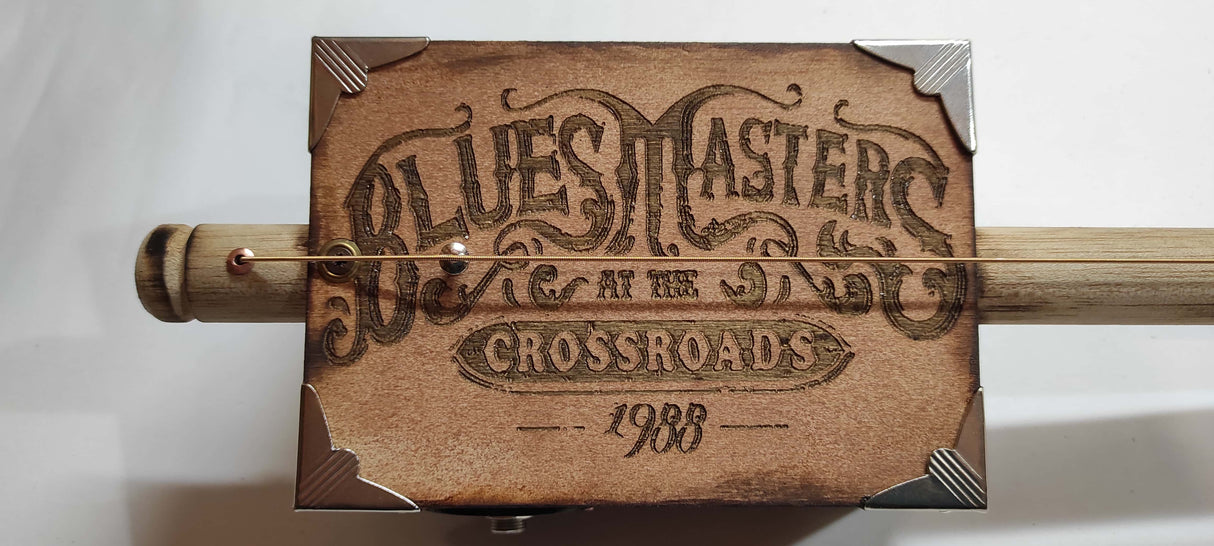 BLUES MASTERS
AT THE
CROSSROADS
1988